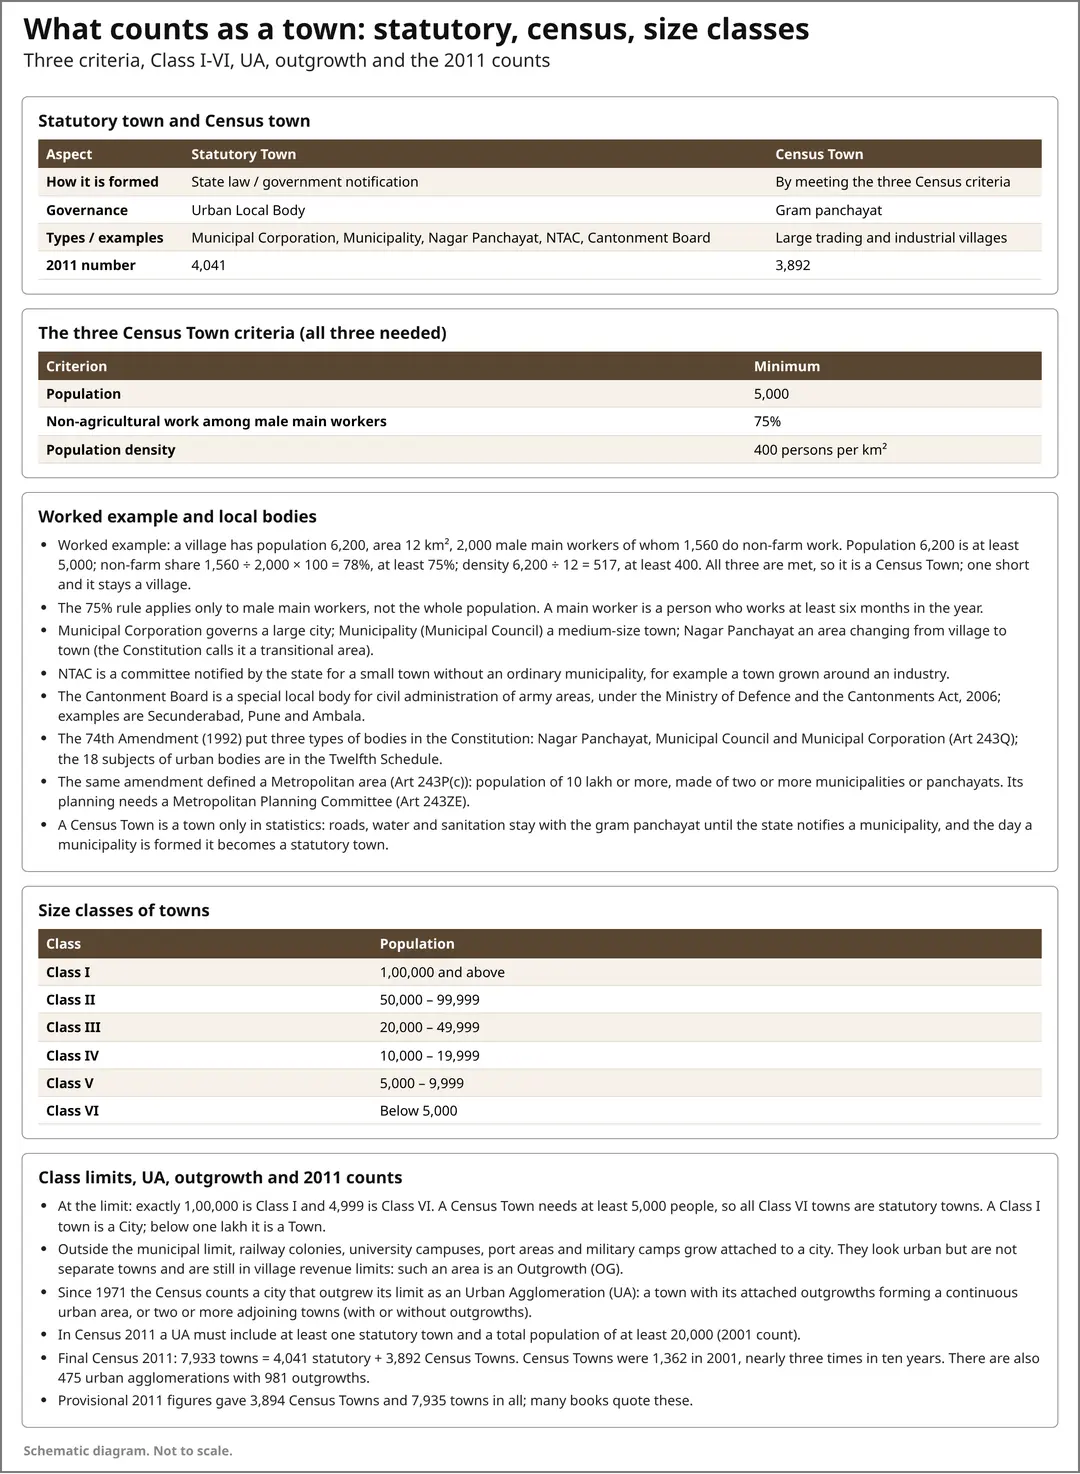 What counts as a town: statutory, census, size classes
Three criteria, Class I-VI, UA, outgrowth and the 2011 counts
Statutory town and Census town
Aspect Statutory Town Census Town
How it is formed State law / government notification By meeting the three Census criteria
Governance Urban Local Body Gram panchayat
Types / examples Municipal Corporation, Municipality, Nagar Panchayat, NTAC, Cantonment Board Large trading and industrial villages
2011 number 4,041 3,892
The three Census Town criteria (all three needed)
Criterion Minimum
Population 5,000
Non-agricultural work among male main workers 75%
Population density 400 persons per km²
Worked example and local bodies
• Worked example: a village has population 6,200, area 12 km², 2,000 male main workers of whom 1,560 do non-farm work. Population 6,200 is at least
5,000; non-farm share 1,560 ÷ 2,000 × 100 = 78%, at least 75%; density 6,200 ÷ 12 = 517, at least 400. All three are met, so it is a Census Town; one short
and it stays a village.
• The 75% rule applies only to male main workers, not the whole population. A main worker is a person who works at least six months in the year.
• Municipal Corporation governs a large city; Municipality (Municipal Council) a medium-size town; Nagar Panchayat an area changing from village to
town (the Constitution calls it a transitional area).
• NTAC is a committee notified by the state for a small town without an ordinary municipality, for example a town grown around an industry.
• The Cantonment Board is a special local body for civil administration of army areas, under the Ministry of Defence and the Cantonments Act, 2006;
examples are Secunderabad, Pune and Ambala.
• The 74th Amendment (1992) put three types of bodies in the Constitution: Nagar Panchayat, Municipal Council and Municipal Corporation (Art 243Q);
the 18 subjects of urban bodies are in the Twelfth Schedule.
• The same amendment defined a Metropolitan area (Art 243P(c)): population of 10 lakh or more, made of two or more municipalities or panchayats. Its
planning needs a Metropolitan Planning Committee (Art 243ZE).
• A Census Town is a town only in statistics: roads, water and sanitation stay with the gram panchayat until the state notifies a municipality, and the day a
municipality is formed it becomes a statutory town.
Size classes of towns
Class Population
Class I 1,00,000 and above
Class II 50,000 – 99,999
Class III 20,000 – 49,999
Class IV 10,000 – 19,999
Class V 5,000 – 9,999
Class VI Below 5,000
Class limits, UA, outgrowth and 2011 counts
• At the limit: exactly 1,00,000 is Class I and 4,999 is Class VI. A Census Town needs at least 5,000 people, so all Class VI towns are statutory towns. A Class I
town is a City; below one lakh it is a Town.
• Outside the municipal limit, railway colonies, university campuses, port areas and military camps grow attached to a city. They look urban but are not
separate towns and are still in village revenue limits: such an area is an Outgrowth (OG).
• Since 1971 the Census counts a city that outgrew its limit as an Urban Agglomeration (UA): a town with its attached outgrowths forming a continuous
urban area, or two or more adjoining towns (with or without outgrowths).
• In Census 2011 a UA must include at least one statutory town and a total population of at least 20,000 (2001 count).
• Final Census 2011: 7,933 towns = 4,041 statutory + 3,892 Census Towns. Census Towns were 1,362 in 2001, nearly three times in ten years. There are also
475 urban agglomerations with 981 outgrowths.
• Provisional 2011 figures gave 3,894 Census Towns and 7,935 towns in all; many books quote these.
Schematic diagram. Not to scale.